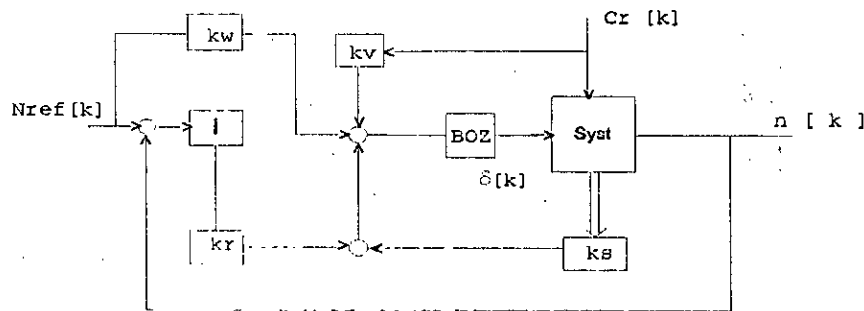 Cr [k]
kw
kv
Nref[k]
BOZ
Syst
n [ k ]
δ[k]
kr
ks